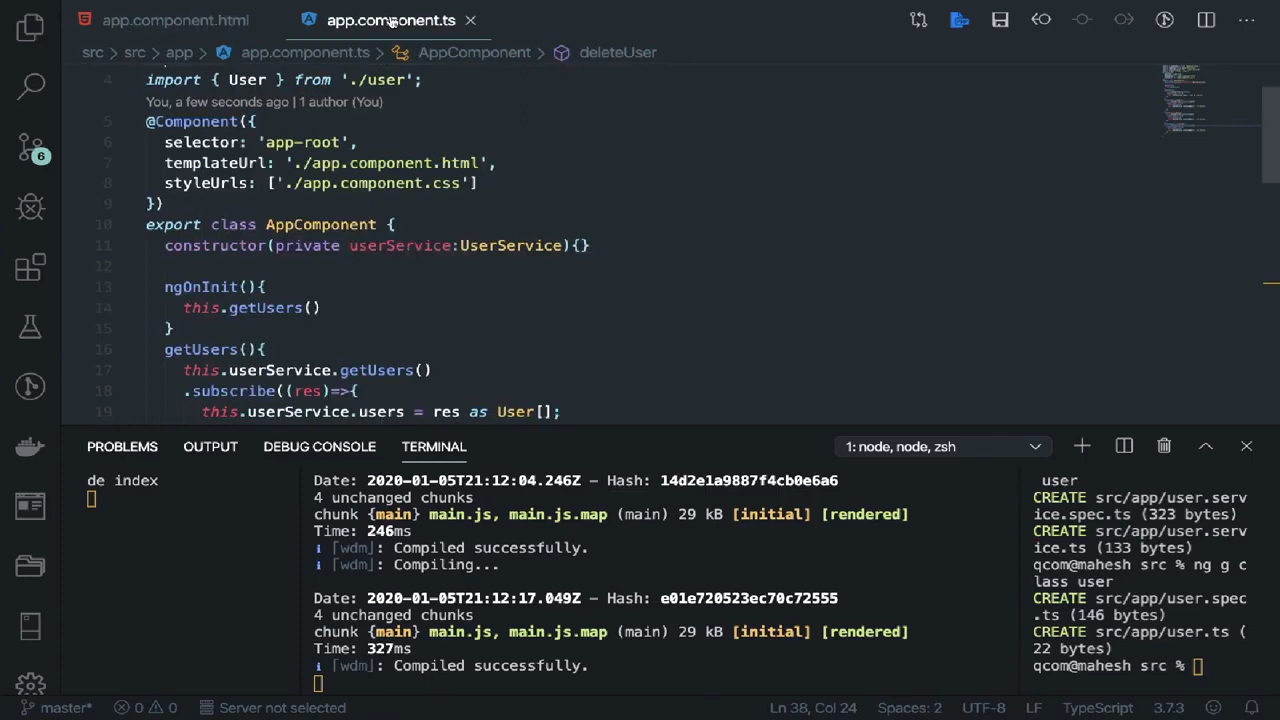 app.component.html
app.component.ts
src > src > app > app.component.ts > AppComponent > deleteUser
4 import { User } from './user';
You, a few seconds ago | 1 author (You)
5 @Component({
6 selector: 'app-root',
7 templateUrl: './app.component.html',
8 styleUrls: ['./app.component.css']
9 })
10 export class AppComponent {
11 constructor(private userService:UserService){}
12
13 ngOnInit(){
14 this.getUsers()
15 }
16 getUsers(){
17 this.userService.getUsers()
18 .subscribe((res)=>{
19 this.userService.users = res as User[];
6
PROBLEMS OUTPUT DEBUG CONSOLE TERMINAL 1: node, node, zsh
de index
Date: 2020-01-05T21:12:04.246Z - Hash: 14d2e1a9887f4cb0e6a6
4 unchanged chunks
chunk {main} main.js, main.js.map (main) 29 kB [initial] [rendered]
Time: 246ms
i ｢wdm｣: Compiled successfully.
i ｢wdm｣: Compiling...
Date: 2020-01-05T21:12:17.049Z - Hash: e01e720523ec70c72555
4 unchanged chunks
chunk {main} main.js, main.js.map (main) 29 kB [initial] [rendered]
Time: 327ms
i ｢wdm｣: Compiled successfully.
user
CREATE src/app/user.serv
ice.spec.ts (323 bytes)
CREATE src/app/user.serv
ice.ts (133 bytes)
qcom@mahesh src % ng g c
lass user
CREATE src/app/user.spec
.ts (146 bytes)
CREATE src/app/user.ts (
22 bytes)
qcom@mahesh src %
master* 0 0 Server not selected Ln 38, Col 24 Spaces: 2 UTF-8 LF TypeScript 3.7.3